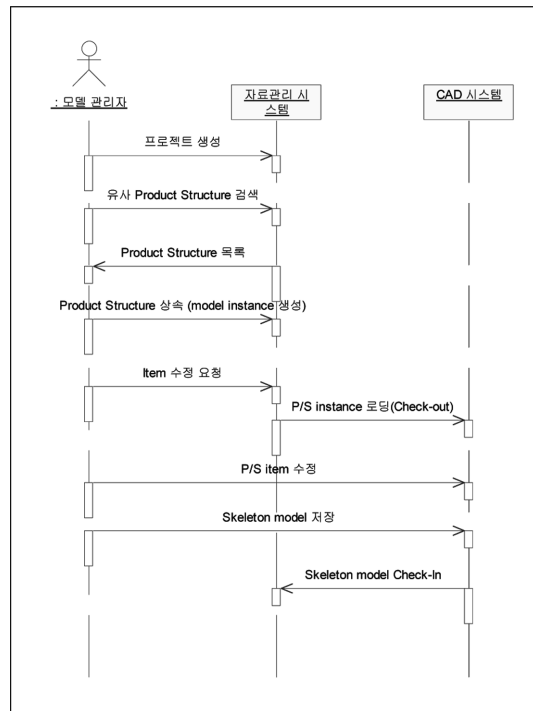 : 모델 관리자
자료관리 시
스템
CAD 시스템
프로젝트 생성
유사 Product Structure 검색
Product Structure 목록
Product Structure 상속 (model instance 생성)
Item 수정 요청
P/S instance 로딩(Check-out)
P/S item 수정
Skeleton model 저장
Skeleton model Check-In